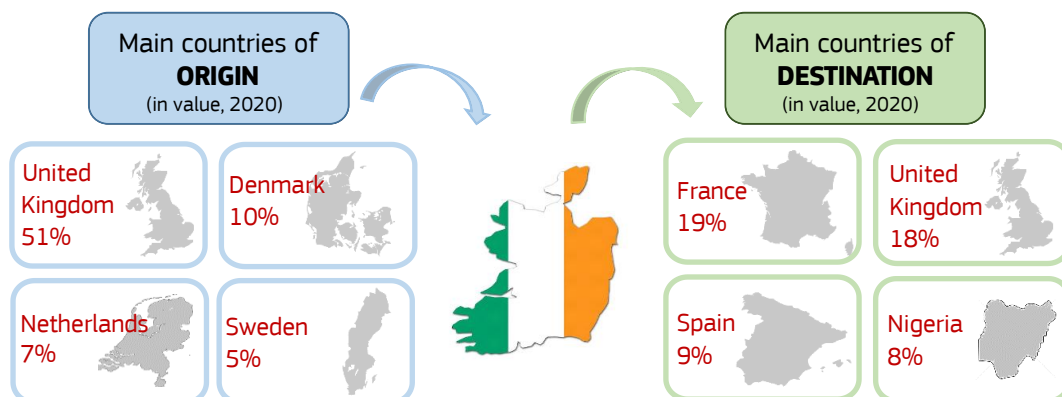 Main countries of
ORIGIN
(in value, 2020)
Main countries of
DESTINATION
(in value, 2020)
United
Kingdom
51%
Denmark
10%
France
19%
United
Kingdom
18%
Netherlands
7%
Sweden
5%
Spain
9%
Nigeria
8%